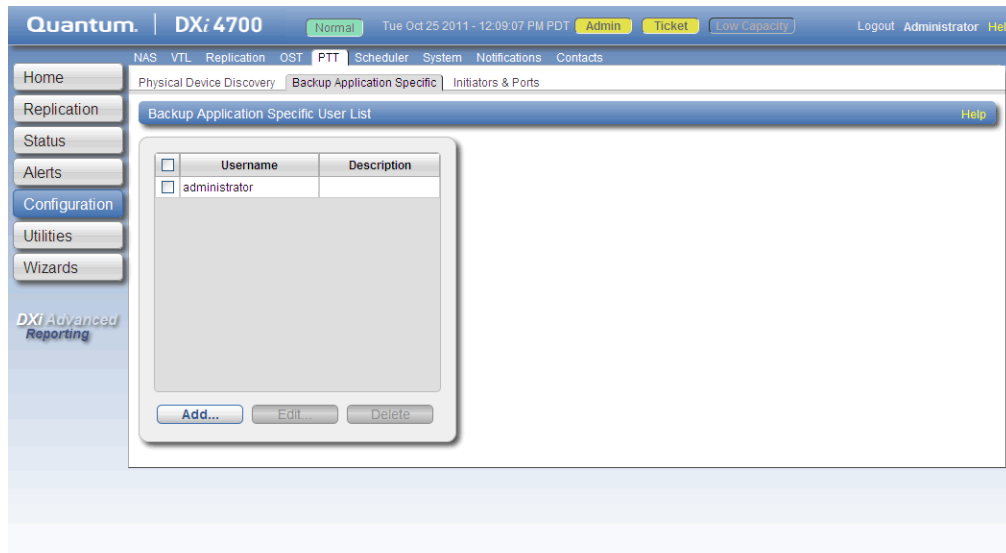 Quantum. DXi 4700 Normal Tue Oct 25 2011 - 12:09:07 PM PDT Admin Ticket Low Capacity Logout Administrator Hel
NAS VTL Replication OST PTT Scheduler System Notifications Contacts
Physical Device Discovery Backup Application Specific Initiators & Ports
Home
Replication
Status
Alerts
Configuration
Utilities
Wizards
DXi Advanced
Reporting
Backup Application Specific User List Help
Username Description
administrator
Add... Edit... Delete